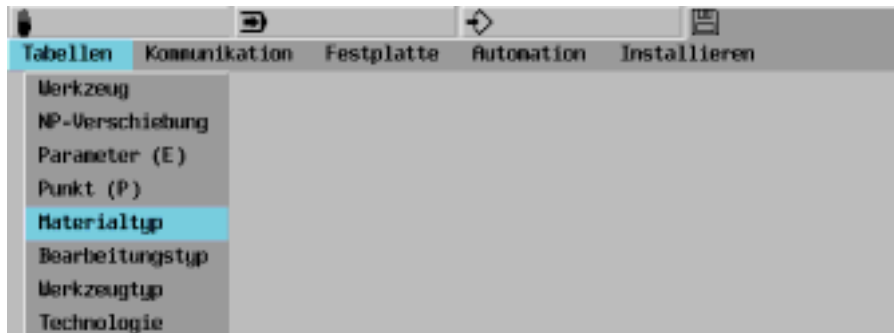 Tabellen Kommunikation Festplatte Automation Installieren
Werkzeug
NP-Verschiebung
Parameter (E)
Punkt (P)
Materialtyp
Bearbeitungstyp
Werkzeugtyp
Technologie